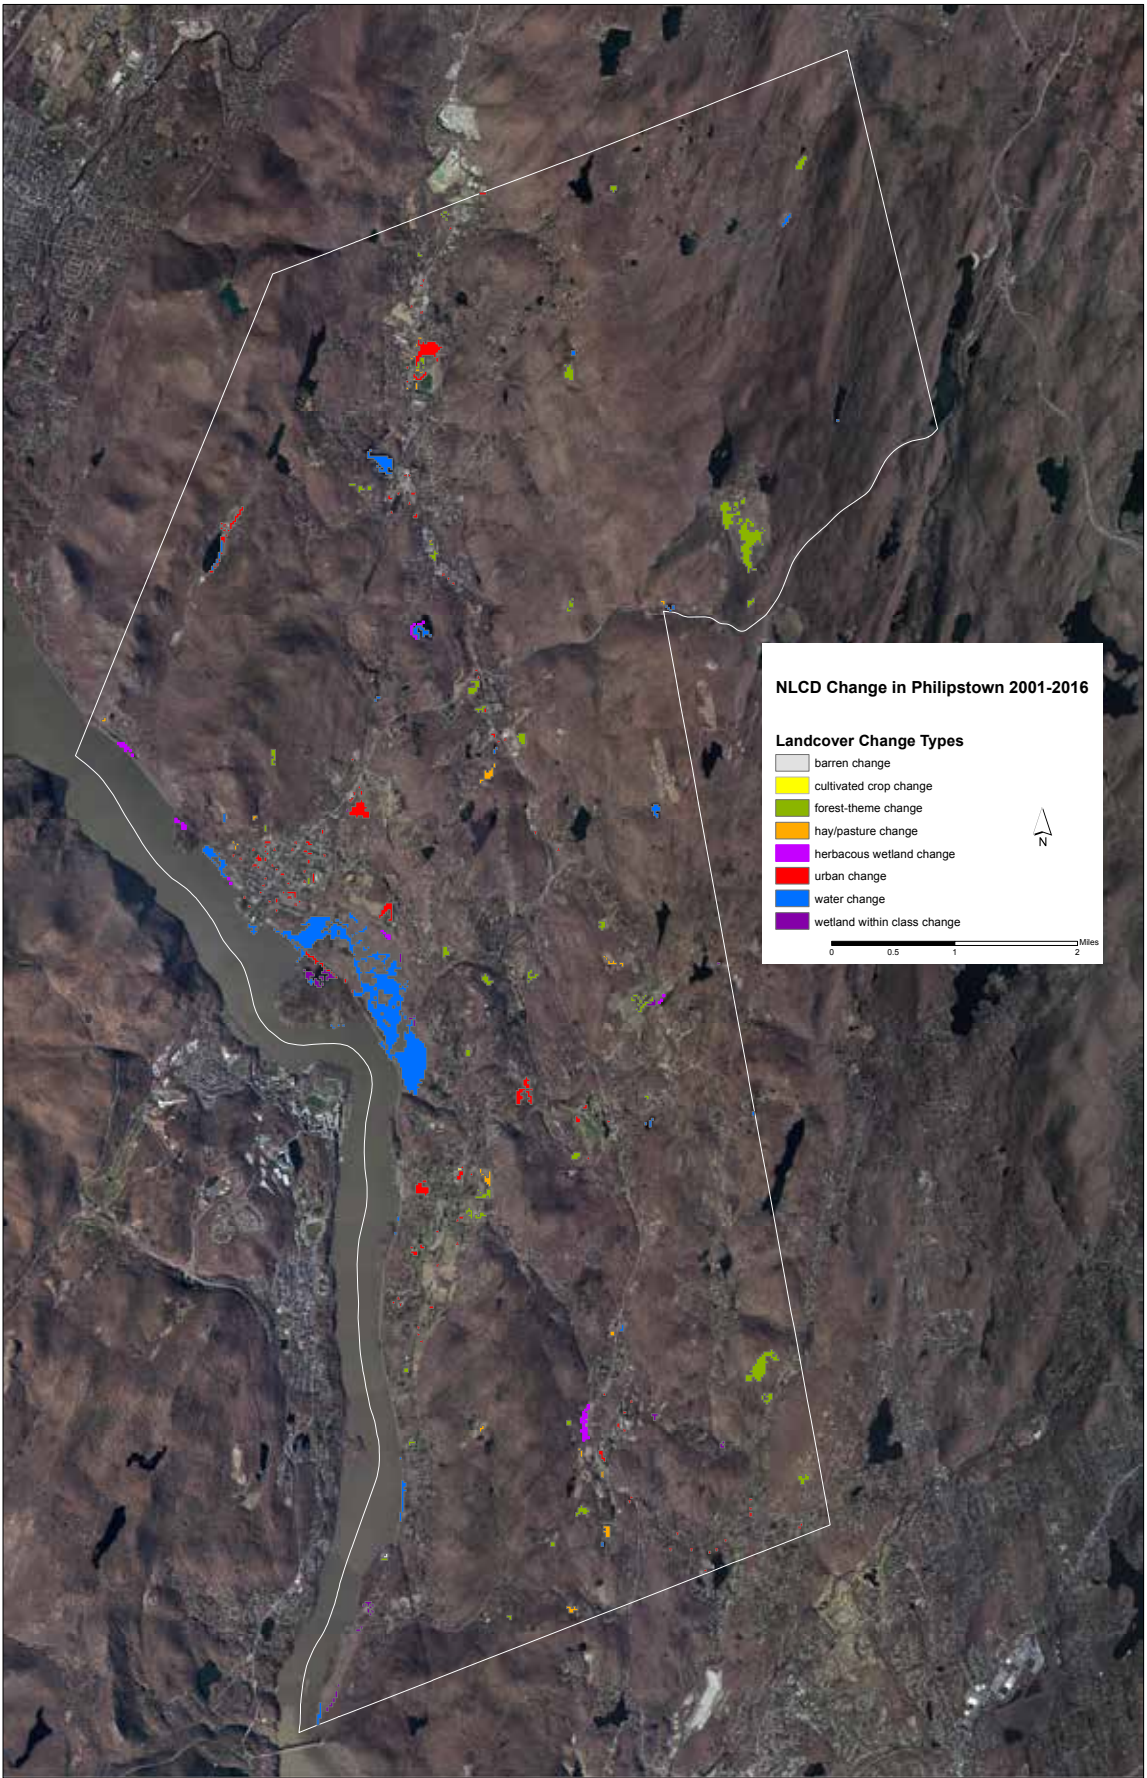 NLCD Change in Philipstown 2001-2016
Landcover Change Types
barren change
cultivated crop change
forest-theme change
hay/pasture change
herbacous wetland change
urban change
water change
wetland within class change
N
Miles
0 0.5 1 2